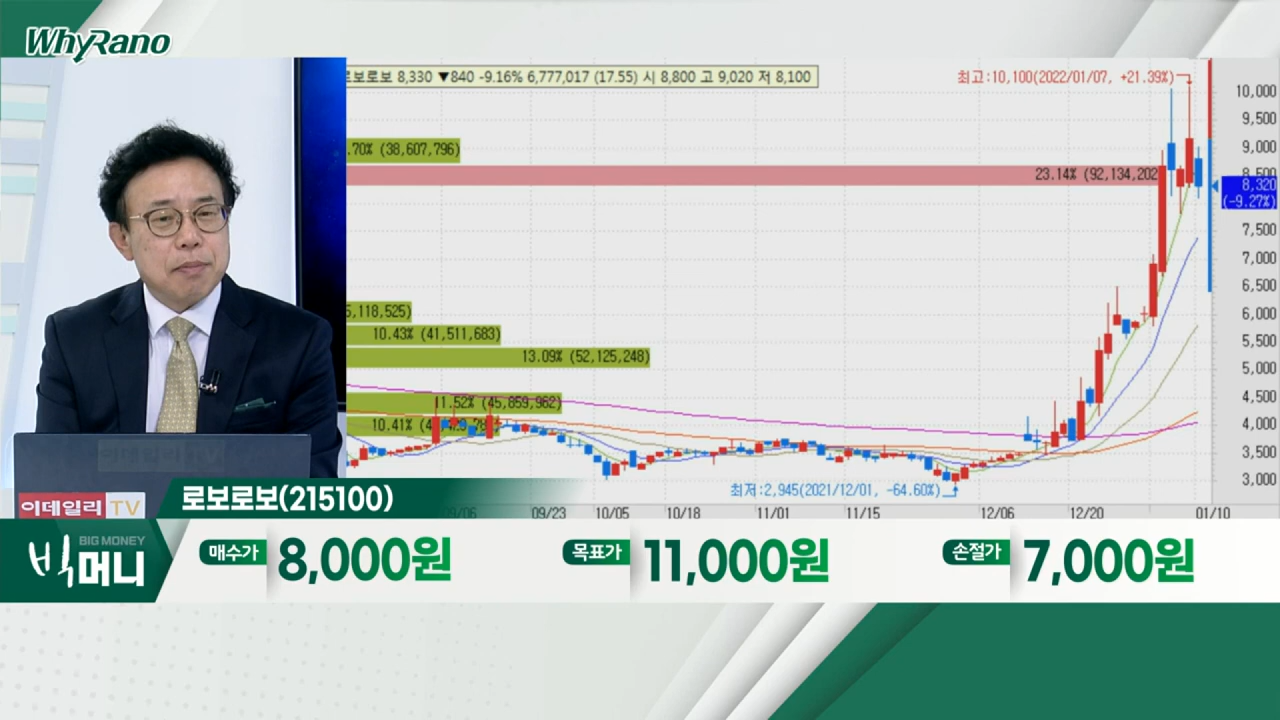 WhyRano
로보로보 8,330 ▼840 -9.16% 6,777,017 (17.55) 시 8,800 고 9,020 저 8,100
최고:10,100(2022/01/07, +21.39%)
10,000
9,500
.70% (38,607,796)
9,000
23.14% (92,134,202
8,500
8,320
(-9.27%)
7,500
7,000
6,500
5,118,525)
6,000
10.43% (41,511,683)
5,500
13.09% (52,125,248)
5,000
11.52% (45,859,962)
4,500
10.41%
4,000
3,500
최저:2,945(2021/12/01, -64.60%)
3,000
09/06 09/23 10/05 10/18 11/01 11/15 12/06 12/20 01/10
이데일리 TV
로보로보(215100)
BIG MONEY
빅머니
매수가 8,000원 목표가 11,000원 손절가 7,000원